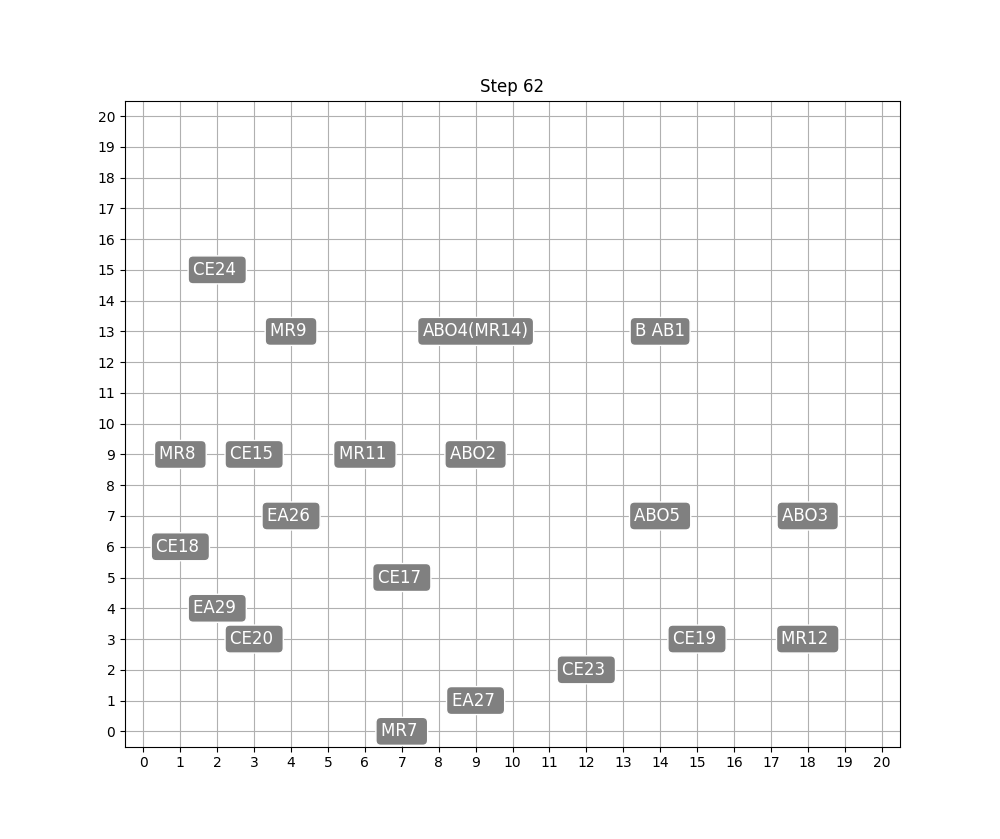 Step 62
20
19
18
17
16
15
14
13
12
11
10
9
8
7
6
5
4
3
2
1
0
CE24
MR9
ABO4(MR14)
B AB1
MR8
CE15
MR11
ABO2
EA26
ABO5
ABO3
CE18
CE17
EA29
CE20
CE19
MR12
CE23
EA27
MR7
0 1 2 3 4 5 6 7 8 9 10 11 12 13 14 15 16 17 18 19 20